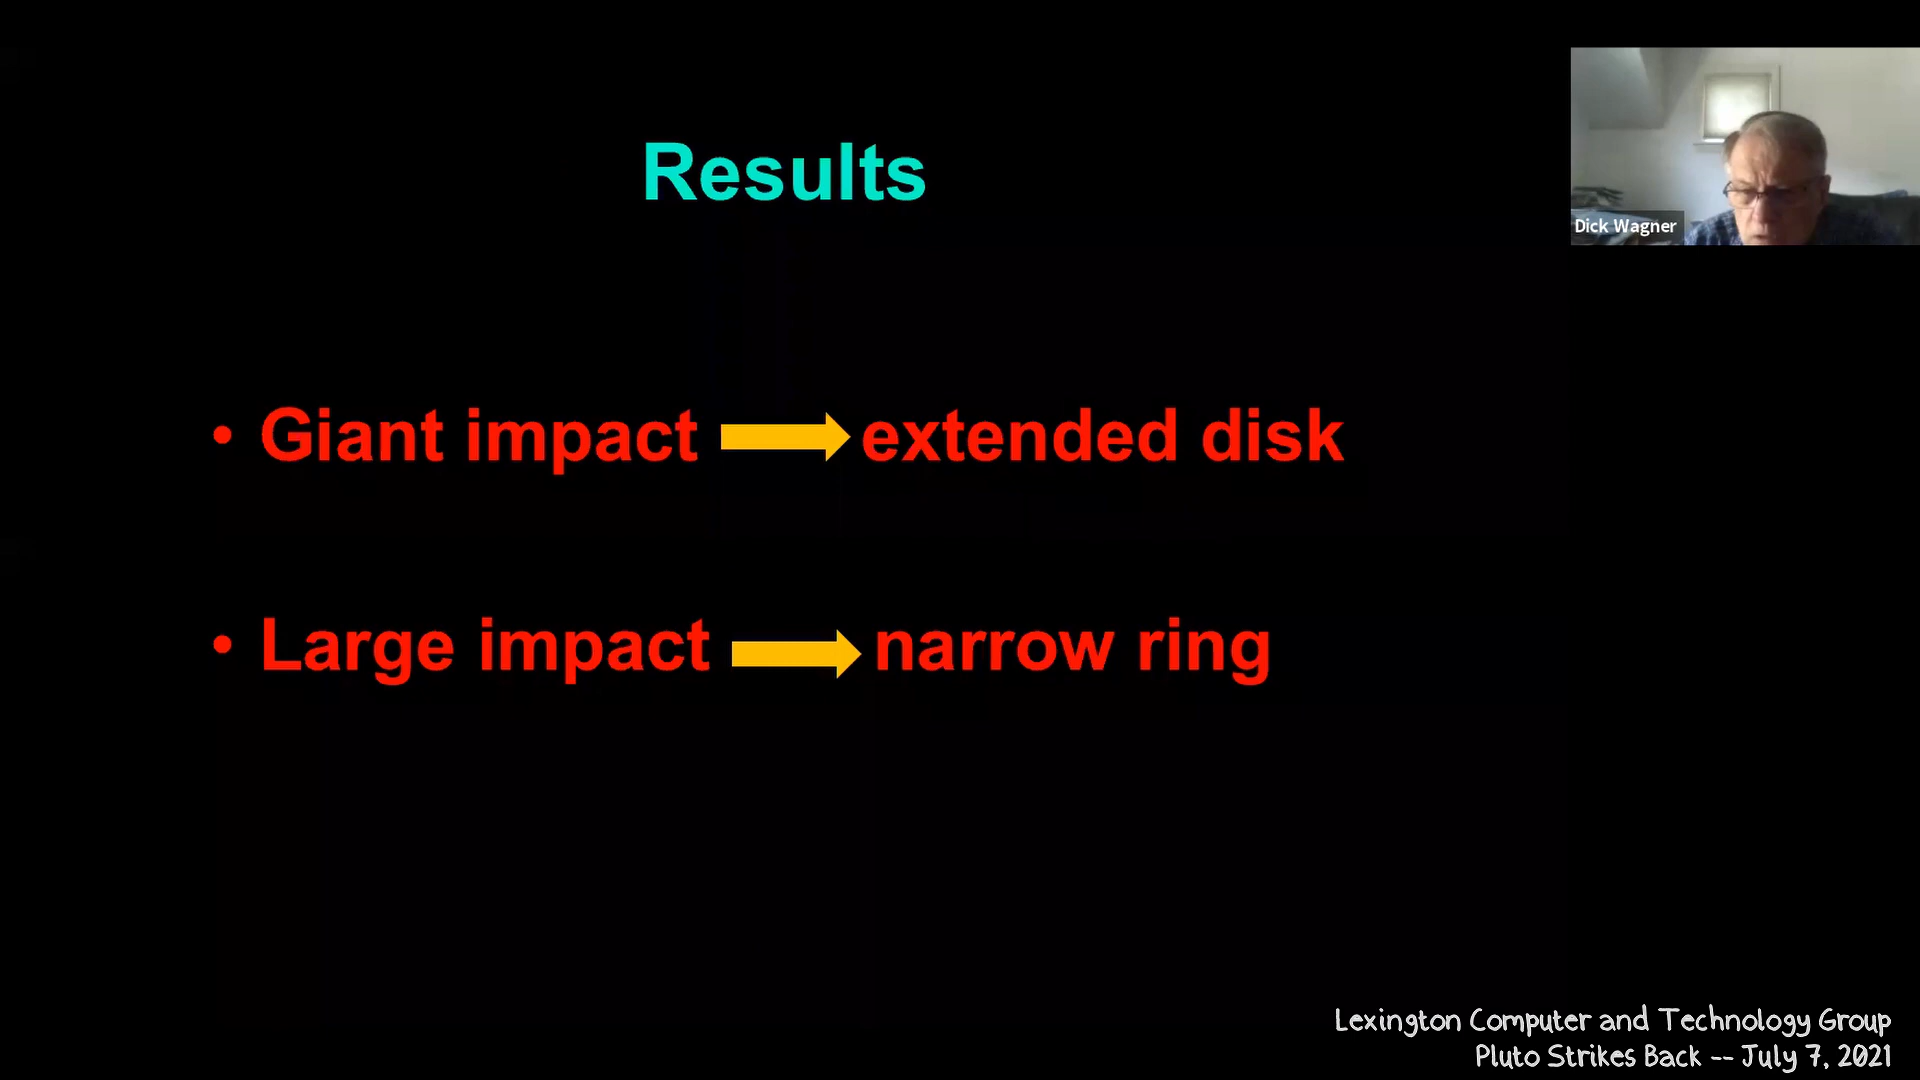 Results
Dick Wagner
• Giant impact extended disk
• Large impact narrow ring
Lexington Computer and Technology Group
Pluto Strikes Back -- July 7, 2021